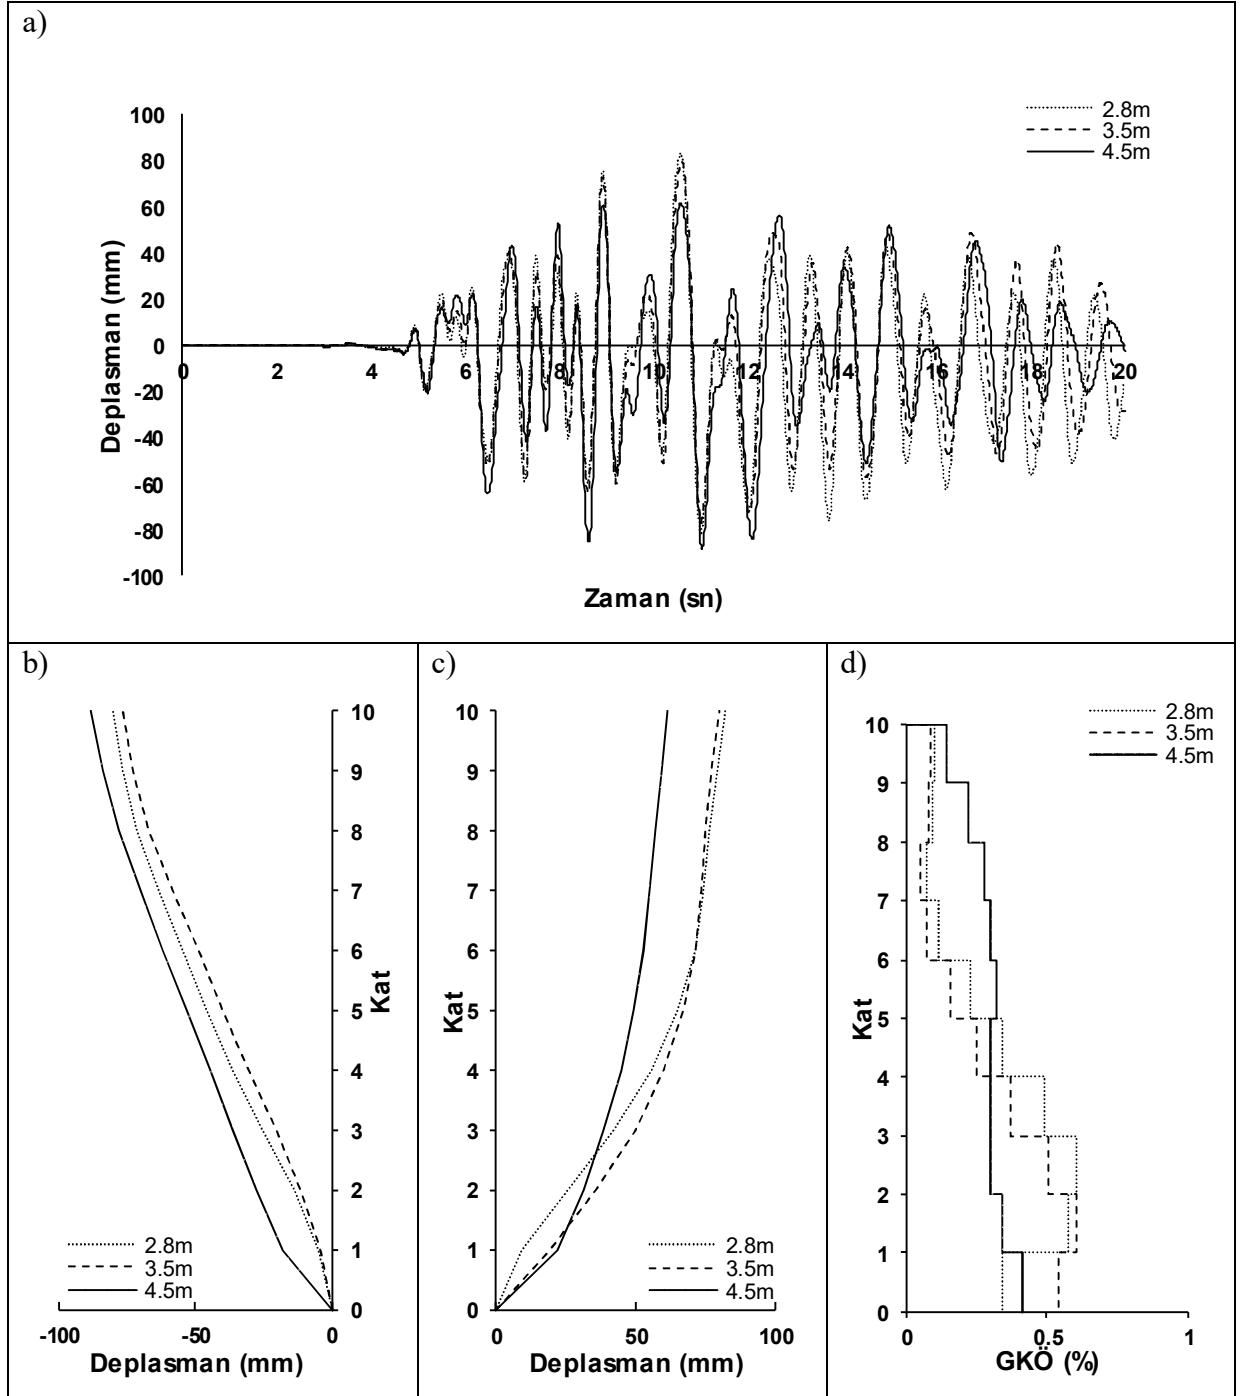 a)
100
80
60
40
20
0
-20
-40
-60
-80
-100
Deplasman (mm)
0 2 4 6 8 10 12 14 16 18 20
Zaman (sn)
2.8m
3.5m
4.5m
b)
10
9
8
7
6
5
4
3
2
1
0
Kat
2.8m
3.5m
4.5m
-100 -50 0
Deplasman (mm)
c)
10
9
8
7
6
5
4
3
2
1
0
Kat
2.8m
3.5m
4.5m
0 50 100
Deplasman (mm)
d)
2.8m
3.5m
4.5m
10
9
8
7
6
5
4
3
2
1
0
Kat
0 0.5 1
GKÖ (%)